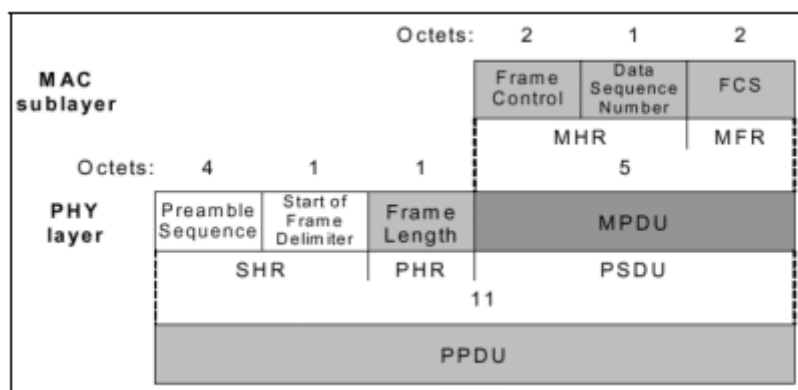 Octets: 2 1 2
MAC
sublayer
Frame
Control
Data
Sequence
Number
FCS
MHR MFR
Octets: 4 1 1 5
PHY
layer
Preamble
Sequence
Start of
Frame
Delimiter
Frame
Length
MPDU
SHR PHR PSDU
11
PPDU